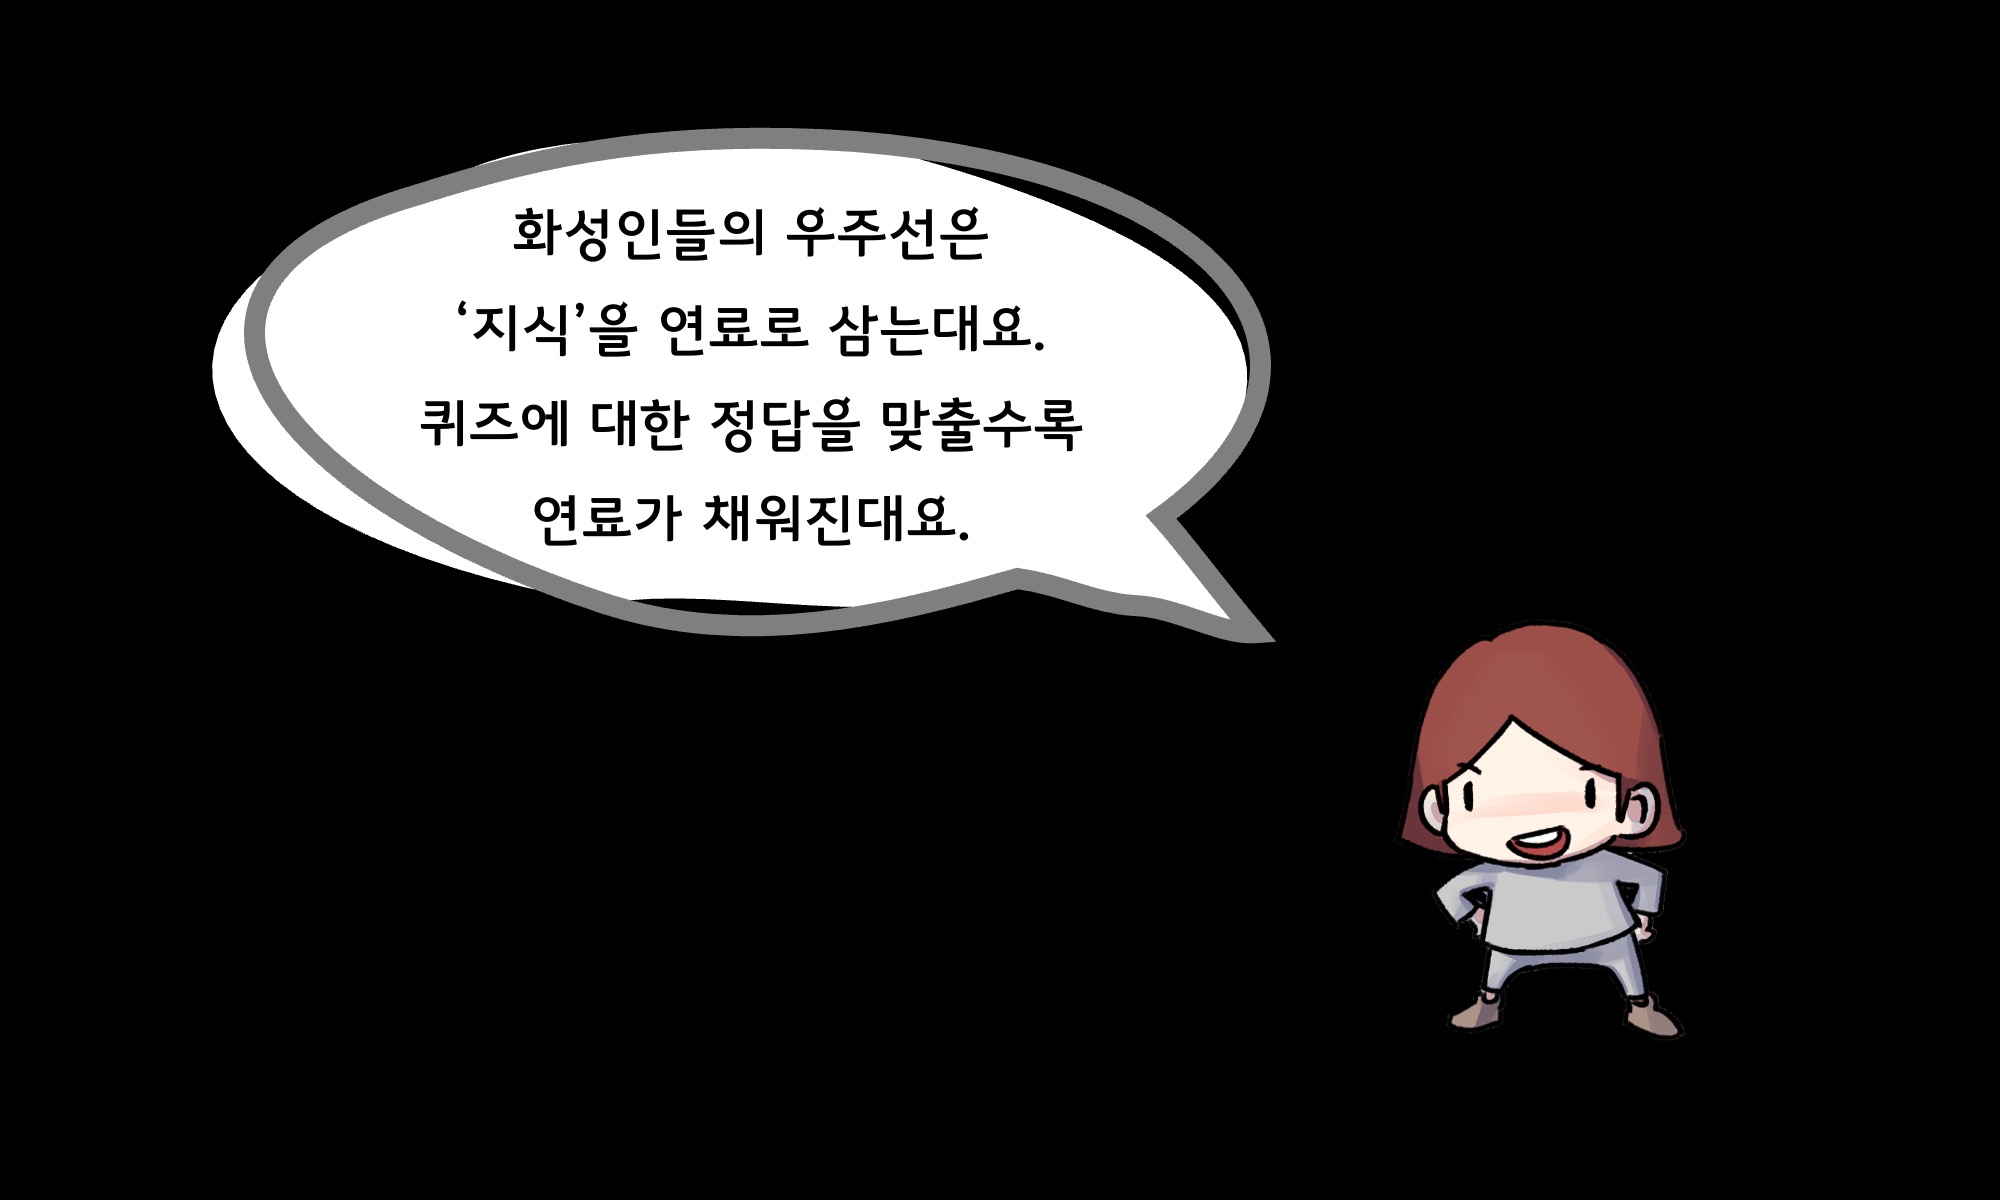 화성인들의 우주선은
‘지식’을 연료로 삼는대요.
퀴즈에 대한 정답을 맞출수록
연료가 채워진대요.